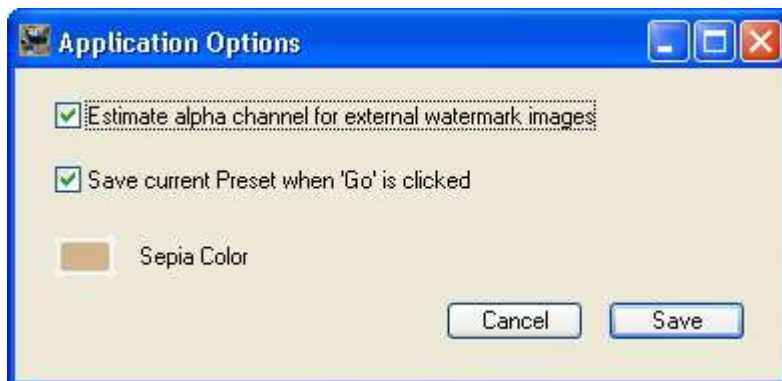 Application Options
Estimate alpha channel for external watermark images
Save current Preset when 'Go' is clicked
Sepia Color
Cancel Save